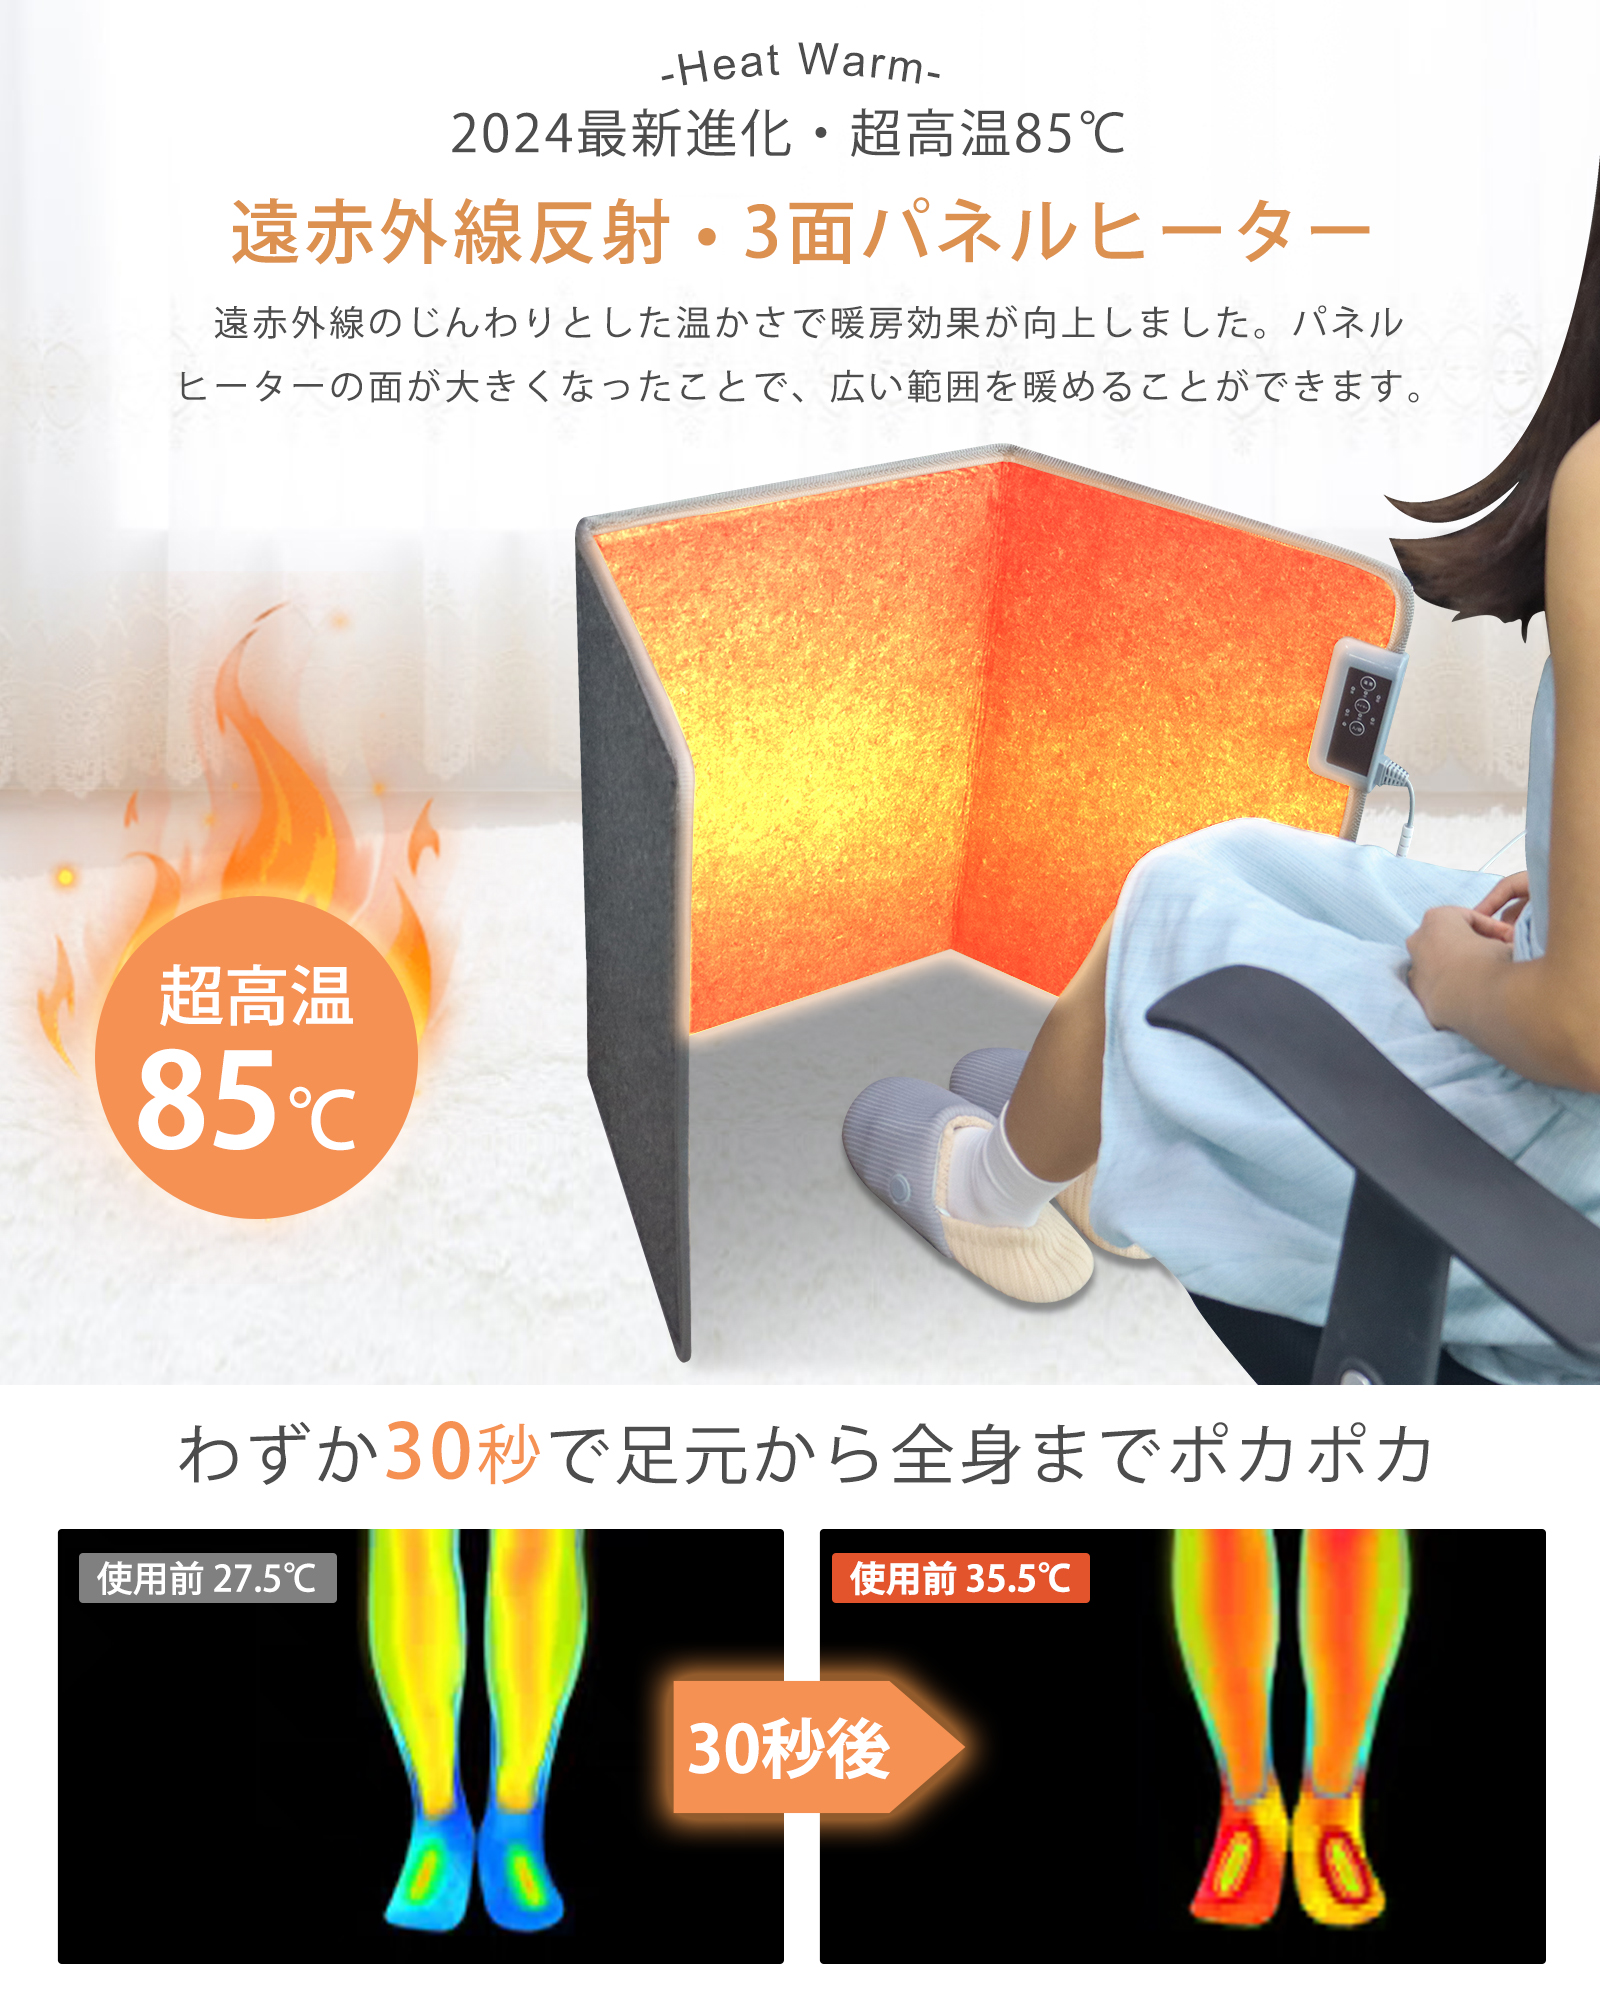 -Heat Warm-
2024最新進化・超高温85℃
遠赤外線反射・3面パネルヒーター
遠赤外線のじんわりとした温かさで暖房効果が向上しました。パネル
ヒーターの面が大きくなったことで、広い範囲を暖めることができます。
超高温
85℃
わずか30秒で足元から全身までポカポカ
使用前 27.5℃
使用前 35.5℃
30秒後